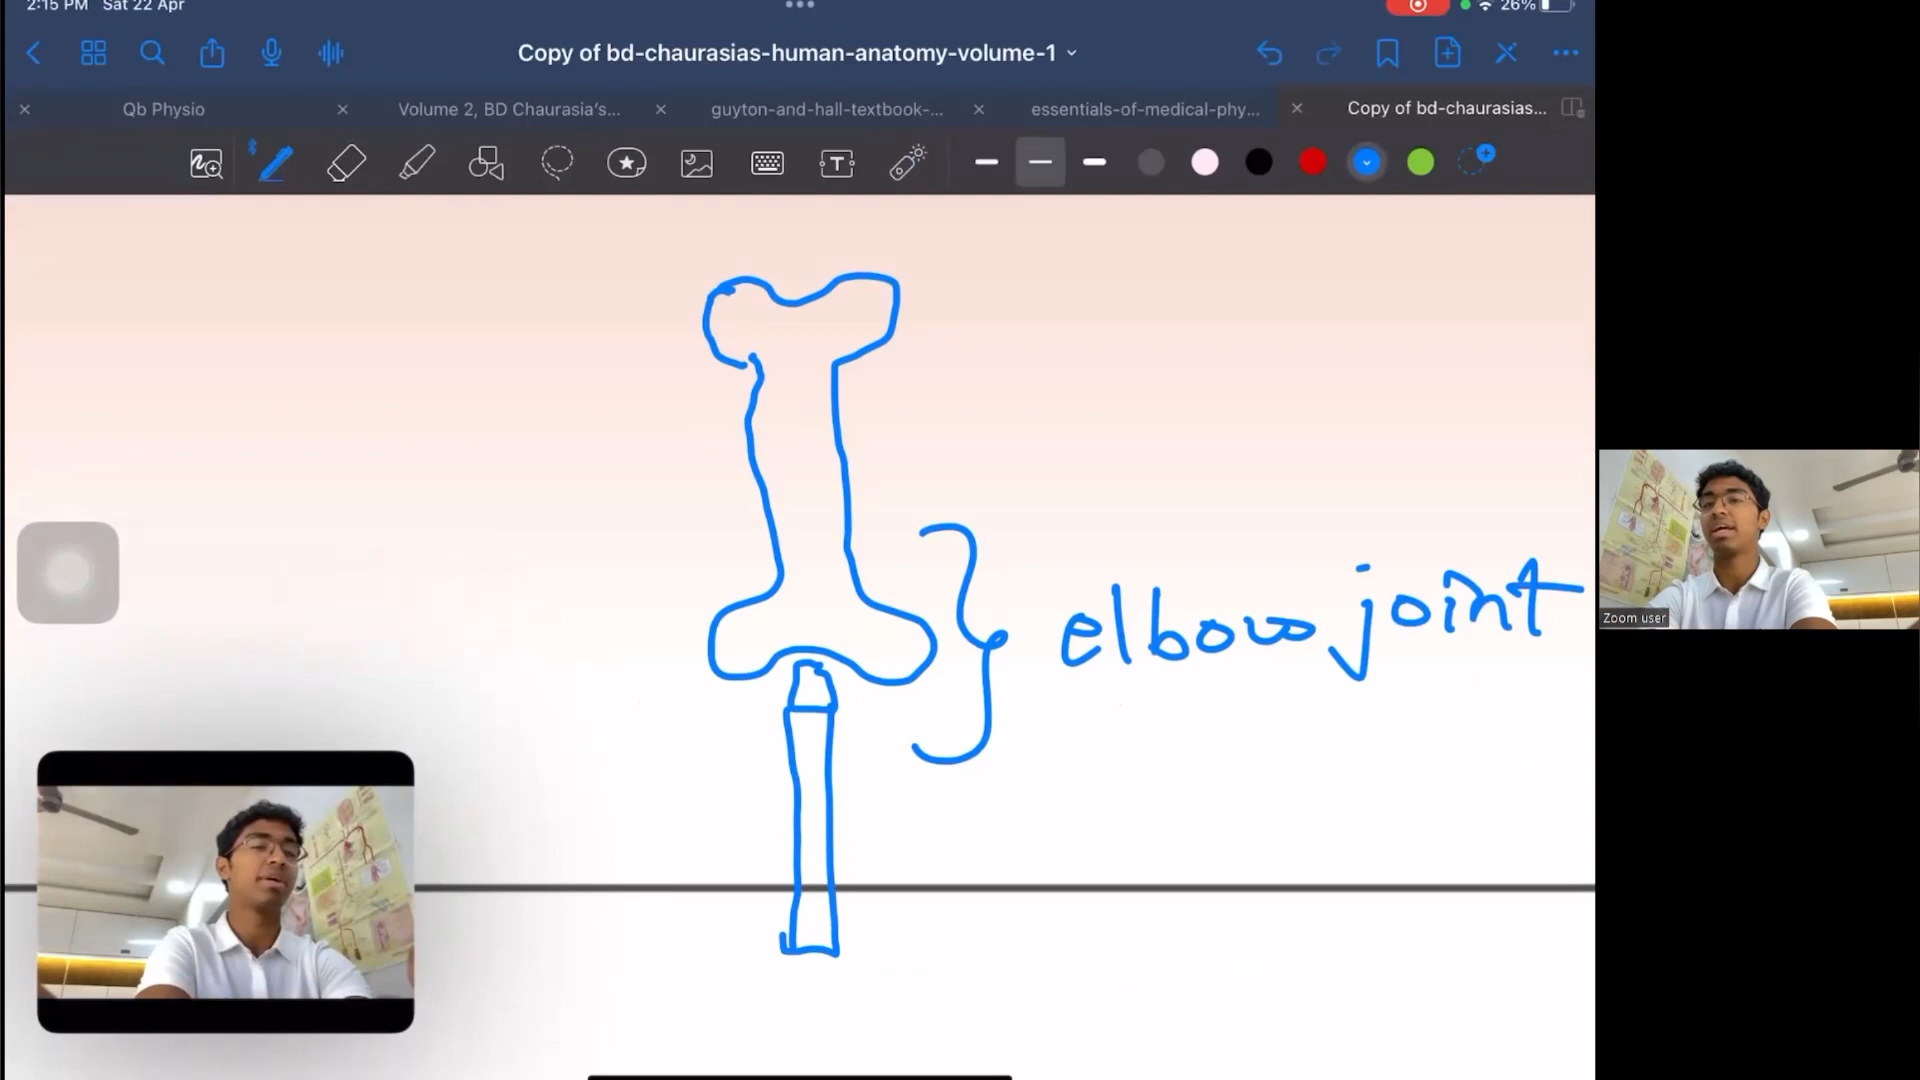 2:15 PM Sat 22 Apr
26%
Copy of bd-chaurasias-human-anatomy-volume-1
Qb Physio
Volume 2, BD Chaurasia's...
guyton-and-hall-textbook-...
essentials-of-medical-phy...
Copy of bd-chaurasias...
T
elbow joint
Zoom user